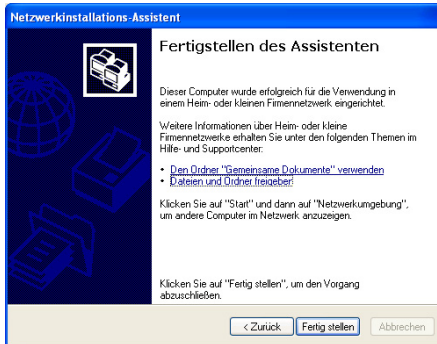 Netzwerkinstallations-Assistent
Fertigstellen des Assistenten
Dieser Computer wurde erfolgreich für die Verwendung in
einem Heim- oder kleinen Firmennetzwerk eingerichtet.
Weitere Informationen über Heim- oder kleine
Firmennetzwerke erhalten Sie unter den folgenden Themen im
Hilfe- und Supportcenter:
• Den Ordner "Gemeinsame Dokumente" verwenden
• Dateien und Ordner freigeben
Klicken Sie auf "Start" und dann auf "Netzwerkumgebung",
um andere Computer im Netzwerk anzuzeigen.
Klicken Sie auf "Fertig stellen", um den Vorgang
abzuschließen.
< Zurück Fertig stellen Abbrechen